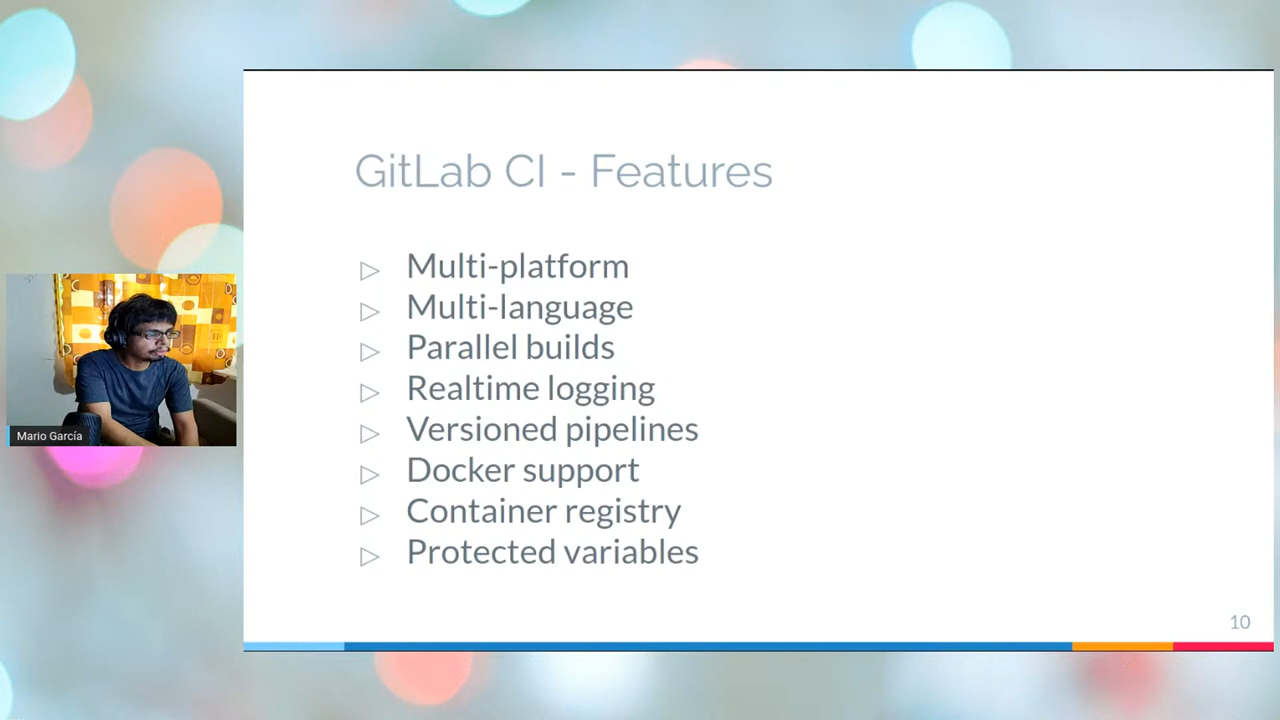 GitLab CI - Features
Multi-platform
Multi-language
Parallel builds
Realtime logging
Versioned pipelines
Docker support
Container registry
Protected variables
10
Mario García